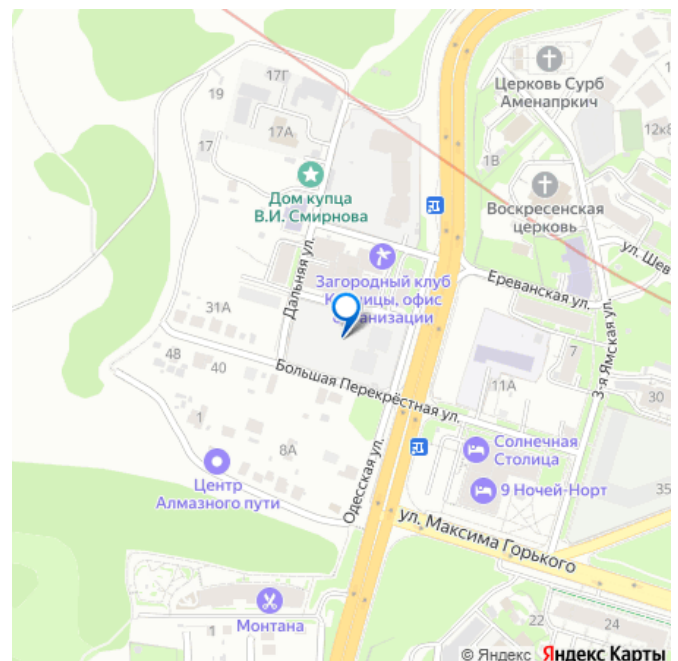 17Г
19
17А
17
Церковь Сурб
Аменапркич
12к8
1В
Дом купца
В.И. Смирнова
Воскресенская
церковь
ул. Шев
Дальняя ул.
Загородный клуб
К
ницы, офис
анизации
Ереванская ул.
31А
48
40
Большая Перекрёстная ул.
7
11А
3-я Ямская ул.
30
1
8А
Солнечная
Столица
9 Ночей-Норт
35
Центр
Алмазного пути
Одесская ул.
ул. Максима Горького
Монтана
1
22
24
© Яндекс Яндекс Карты